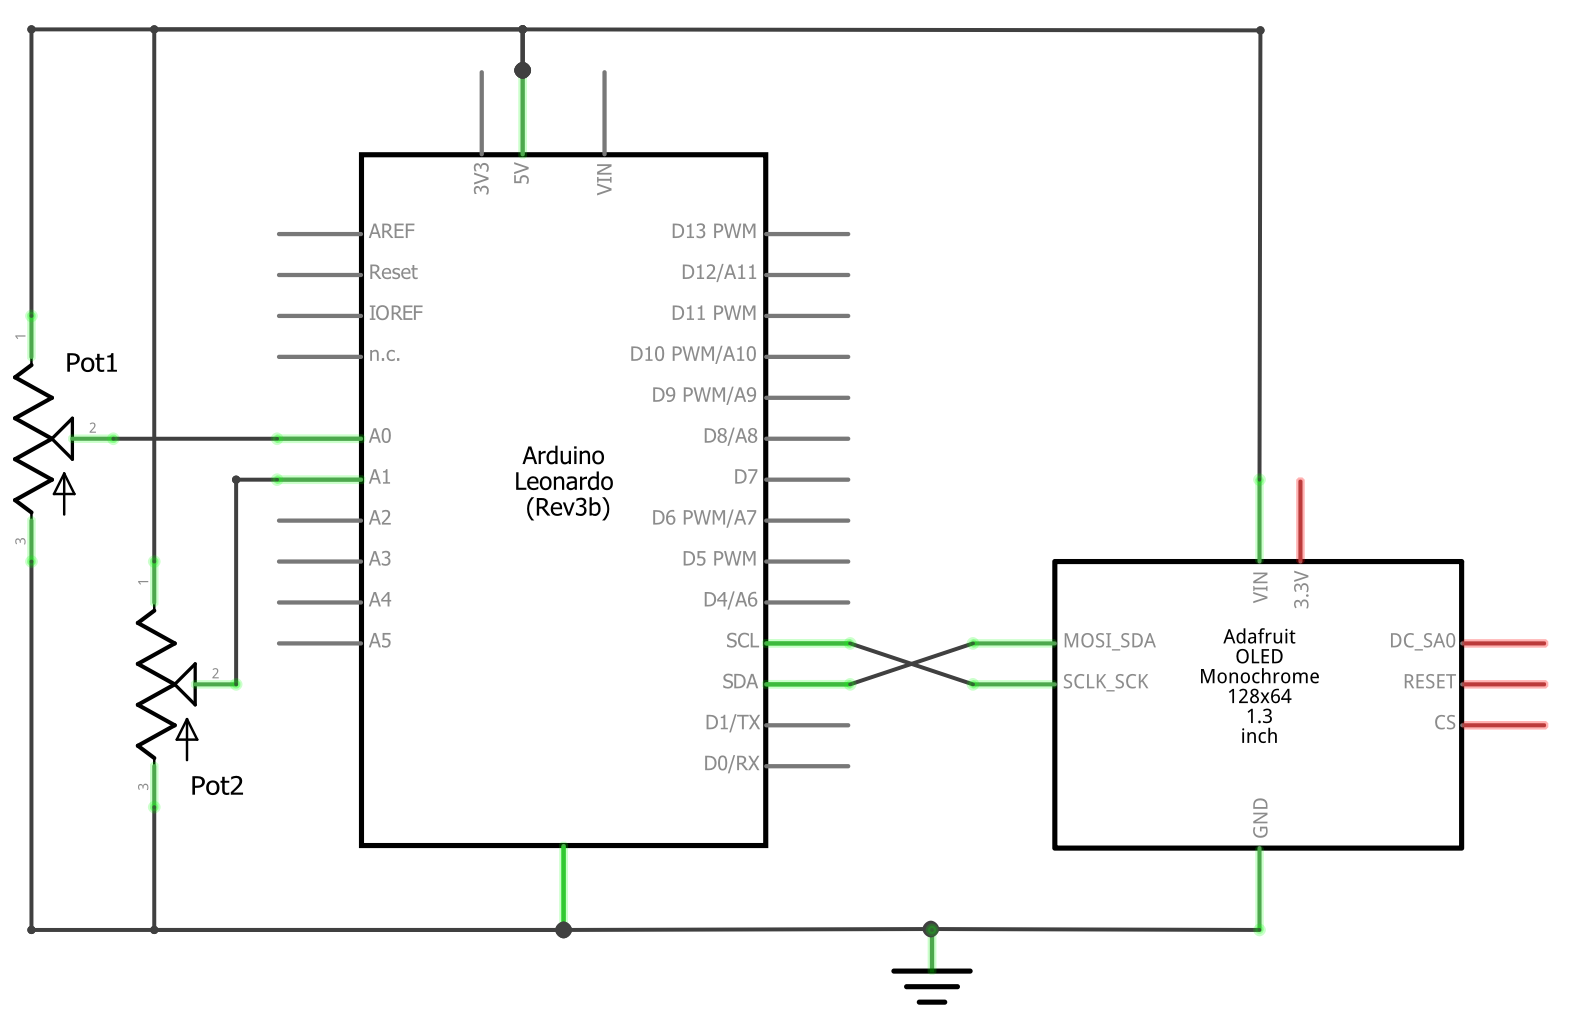 3V3
5V
VIN
AREF
Reset
IOREF
n.c.
A0
A1
A2
A3
A4
A5
D13 PWM
D12/A11
D11 PWM
D10 PWM/A10
D9 PWM/A9
D8/A8
D7
D6 PWM/A7
D5 PWM
D4/A6
SCL
SDA
D1/TX
D0/RX
Arduino
Leonardo
(Rev3b)
1
Pot1
2
3
1
2
3
Pot2
VIN
3.3V
MOSI_SDA
SCLK_SCK
Adafruit
OLED
Monochrome
128x64
1.3
inch
DC_SA0
RESET
CS
GND